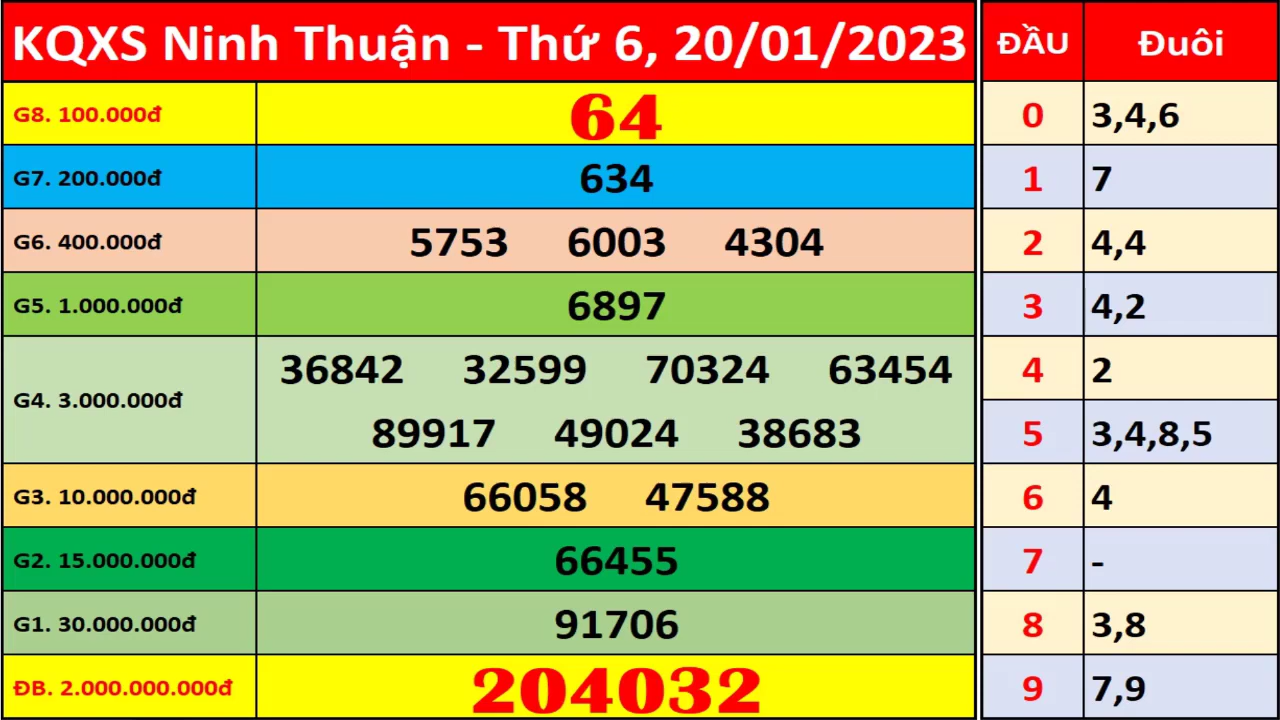 KQXS Ninh Thuận - Thứ 6, 20/01/2023
G8. 100.000đ 64
G7. 200.000đ 634
G6. 400.000đ 5753 6003 4304
G5. 1.000.000đ 6897
G4. 3.000.000đ 36842 32599 70324 63454
89917 49024 38683
G3. 10.000.000đ 66058 47588
G2. 15.000.000đ 66455
G1. 30.000.000đ 91706
ĐB. 2.000.000.000đ 204032
ĐẦU Đuôi
0 3,4,6
1 7
2 4,4
3 4,2
4 2
5 3,4,8,5
6 4
7 -
8 3,8
9 7,9